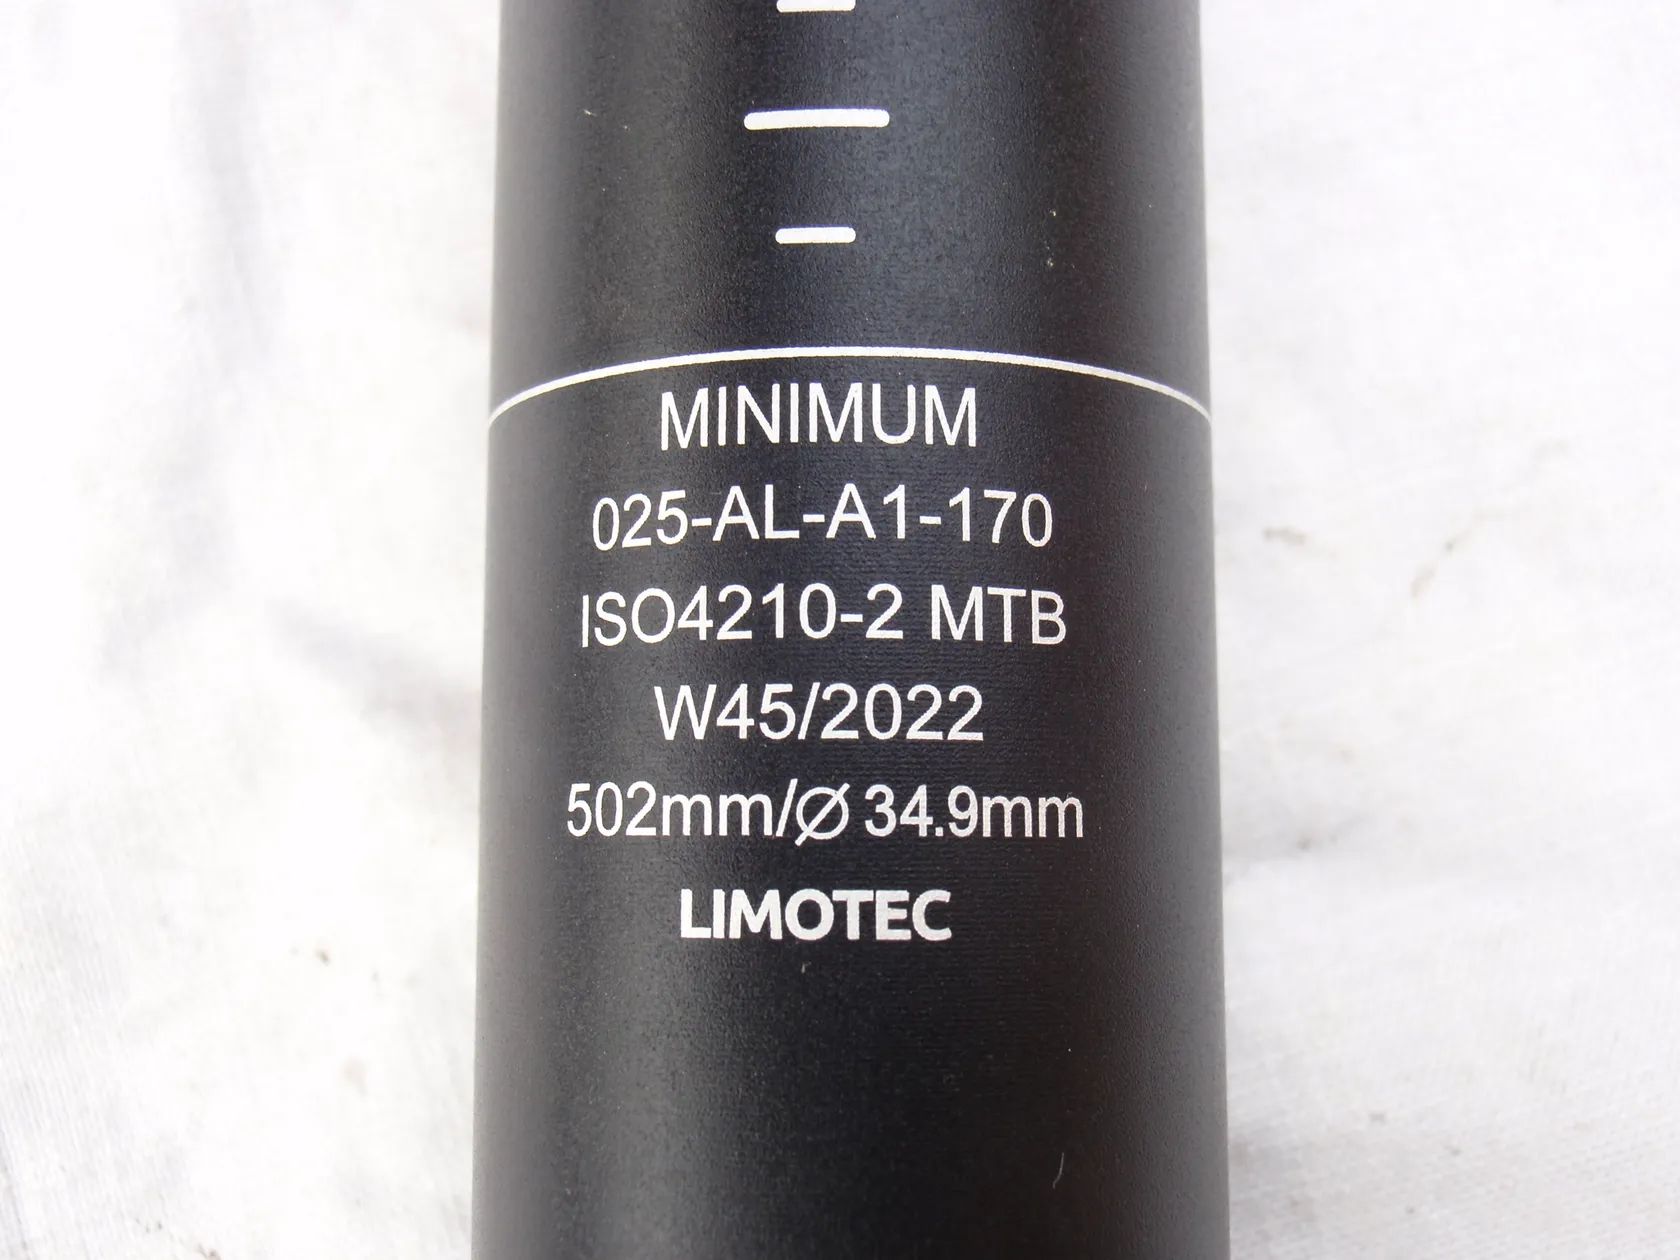 MINIMUM
025-AL-A1-170
ISO4210-2 MTB
W45/2022
502mm/Ø 34.9mm
LIMOTEC